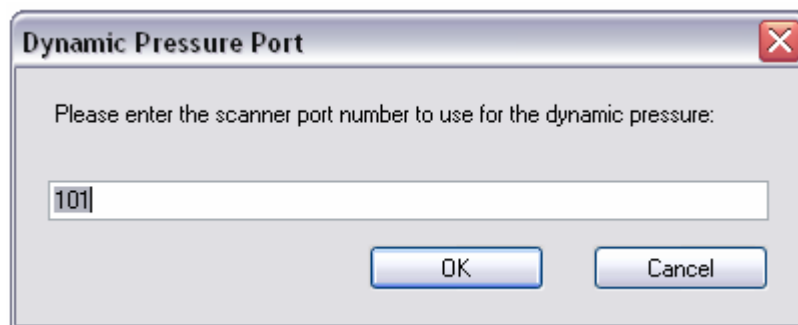 Dynamic Pressure Port
Please enter the scanner port number to use for the dynamic pressure:
101
OK
Cancel